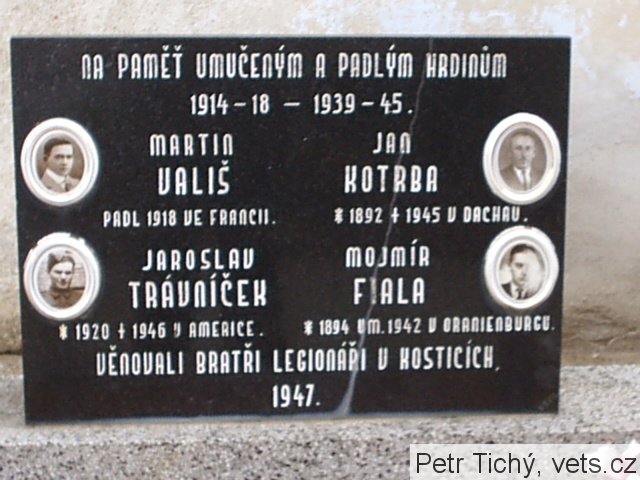 NA PAMĚŤ UMUČENÝM A PADLÝM HRDINŮM
1914 - 18 - 1939 - 45.
MARTIN
VALIŠ
PADL 1918 VE FRANCII.
JAN
KOTRBA
* 1892 † 1945 V DACHAU.
JAROSLAV
TRÁVNÍČEK
* 1920 † 1946 V AMERICE.
MOJMÍR
FIALA
* 1894 UM. 1942 V ORANIENBURGU.
VĚNOVALI BRATŘI LEGIONÁŘI V KOSTICÍCH,
1947.
Petr Tichý, vets.cz